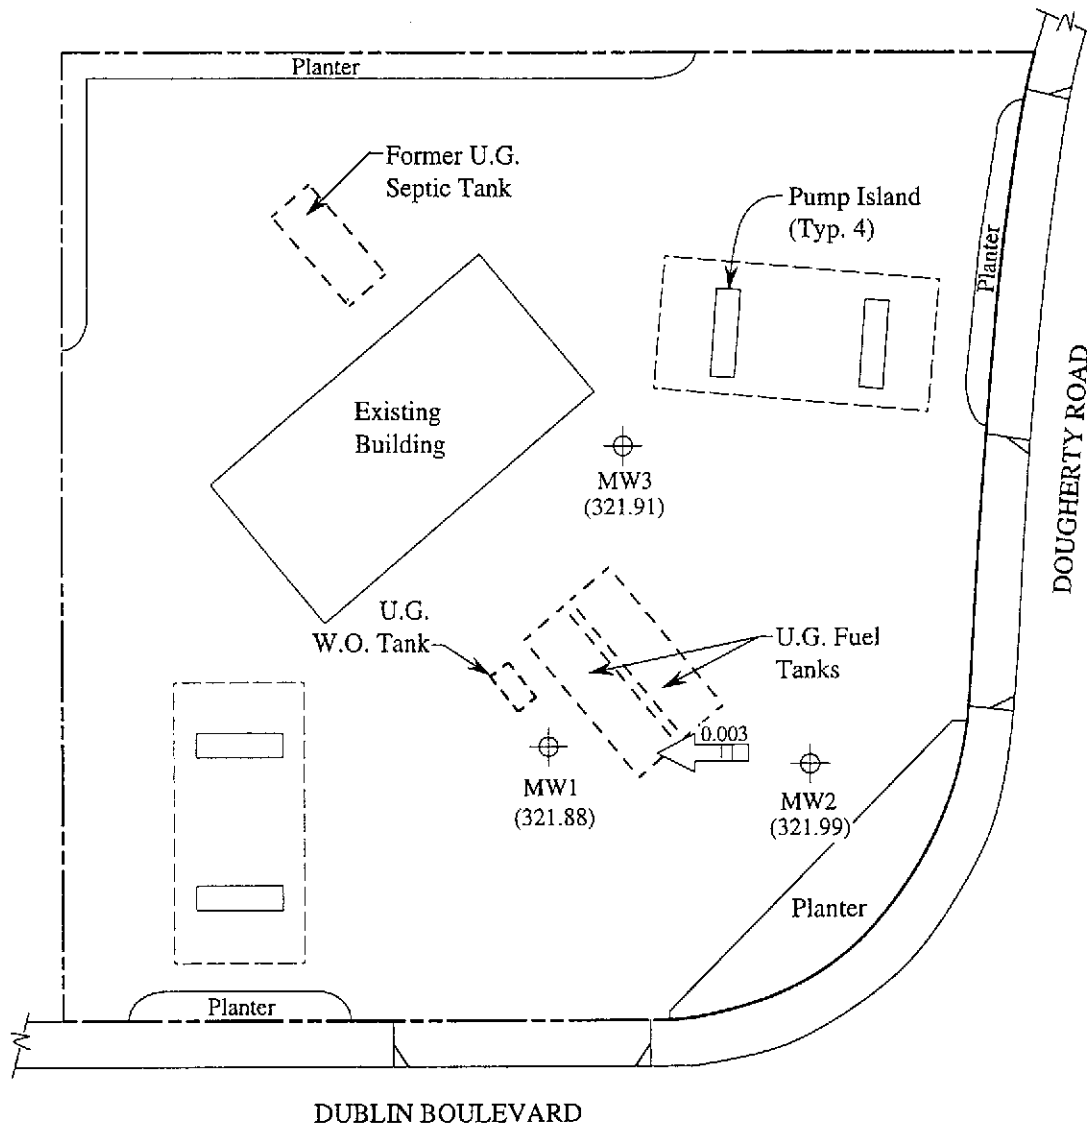 Planter
Former U.G.
Septic Tank
Pump Island
(Typ. 4)
Planter
Existing
Building
MW3
(321.91)
DOUGHERTY ROAD
U.G.
W.O. Tank
U.G. Fuel
Tanks
0.003
MW1
(321.88)
MW2
(321.99)
Planter
Planter
DUBLIN BOULEVARD